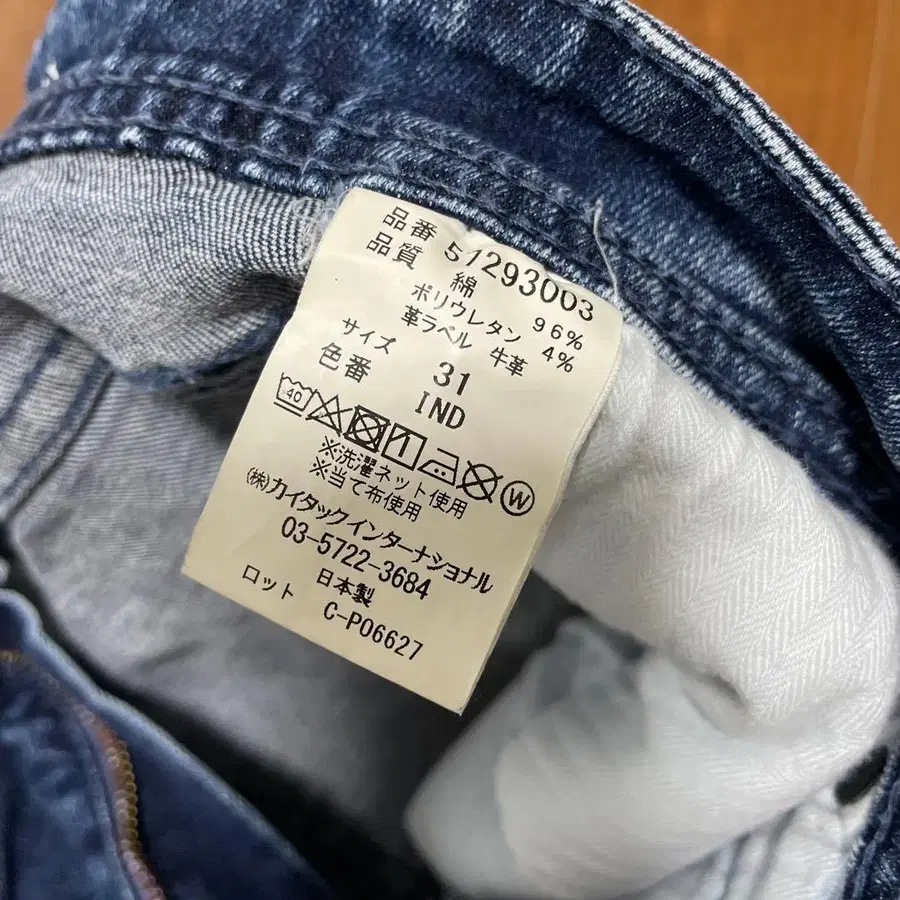 品番 51293003
品質 綿 96%
ポリウレタン 4%
革ラベル 牛革
サイズ 31
色番 IND
40
W
※洗濯ネット使用
※当て布使用
(株)カイタックインターナショナル
03-5722-3684
日本製
ロット C-P06627